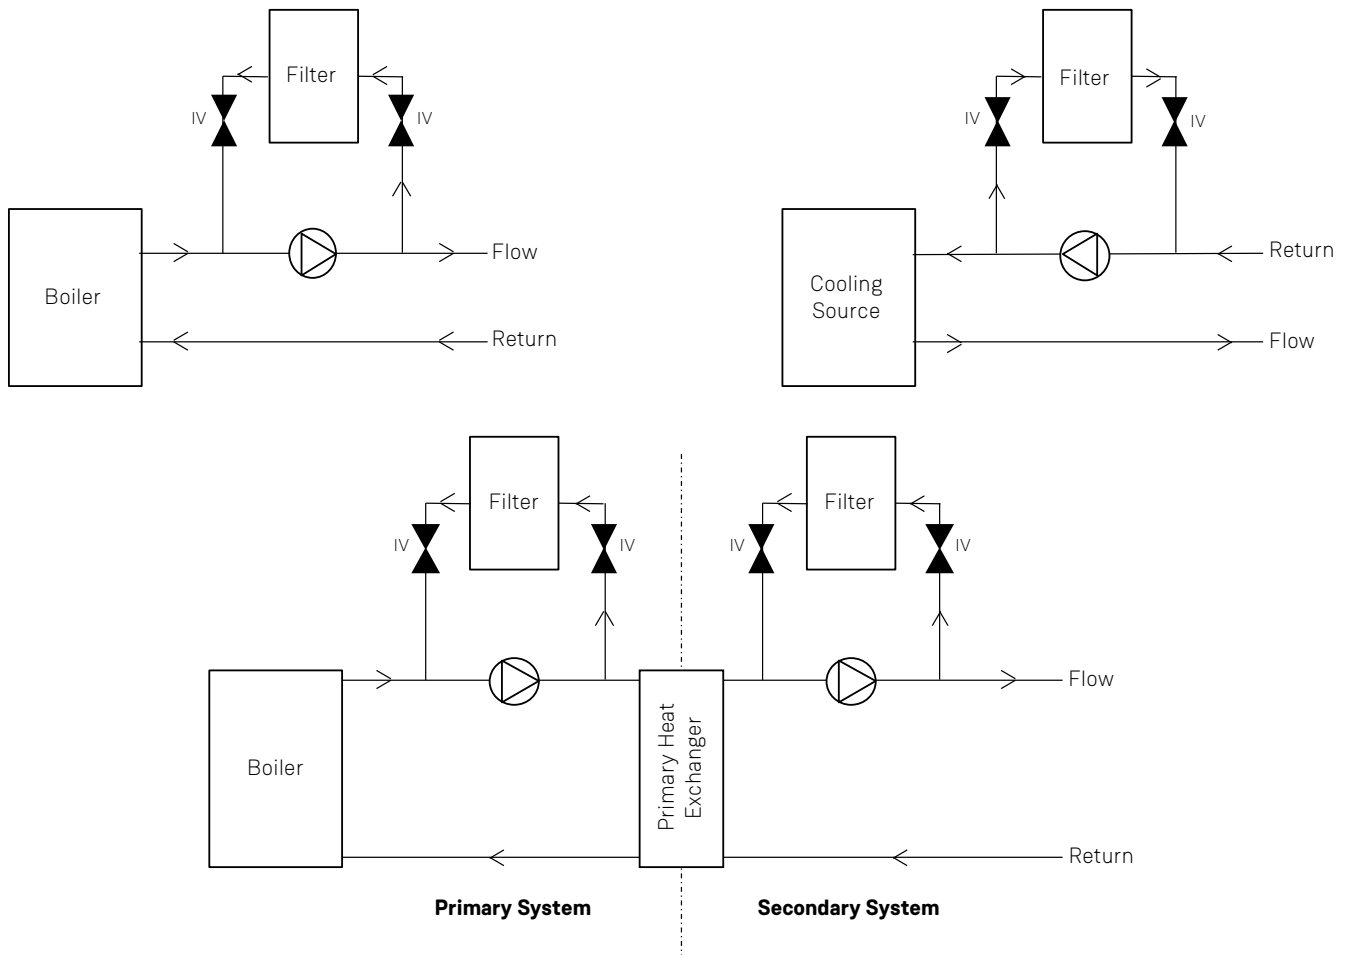 Filter
IV
IV
Boiler
Flow
Return
Filter
IV
IV
Cooling
Source
Return
Flow
Filter
IV
IV
Filter
IV
IV
Boiler
Primary Heat
Exchanger
Flow
Return
Primary System
Secondary System